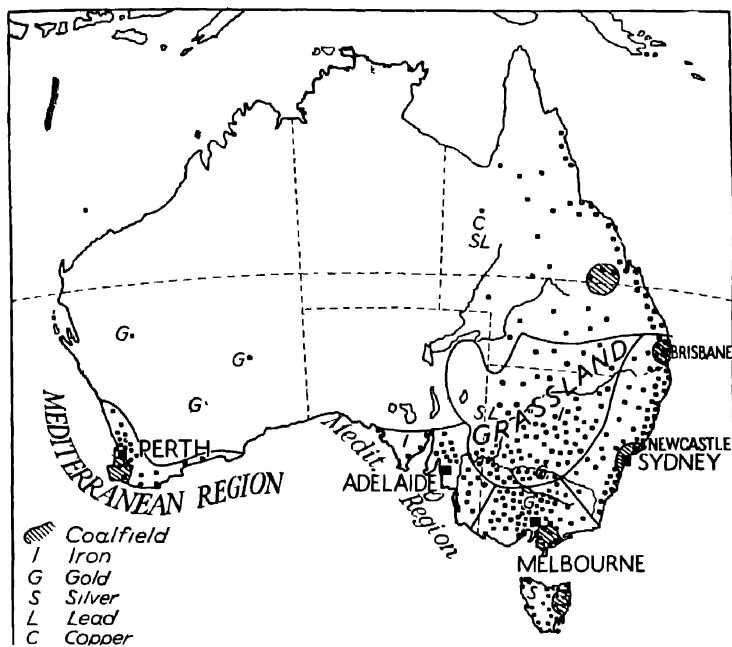 C
SL
G
G
G
BRISBANE
GRASSLAND
SL
MEDITERRANEAN REGION
PERTH
Medit
Region
NEWCASTLE
SYDNEY
ADELAIDE
G
G
MELBOURNE
S
Coalfield
I Iron
G Gold
S Silver
L Lead
C Copper